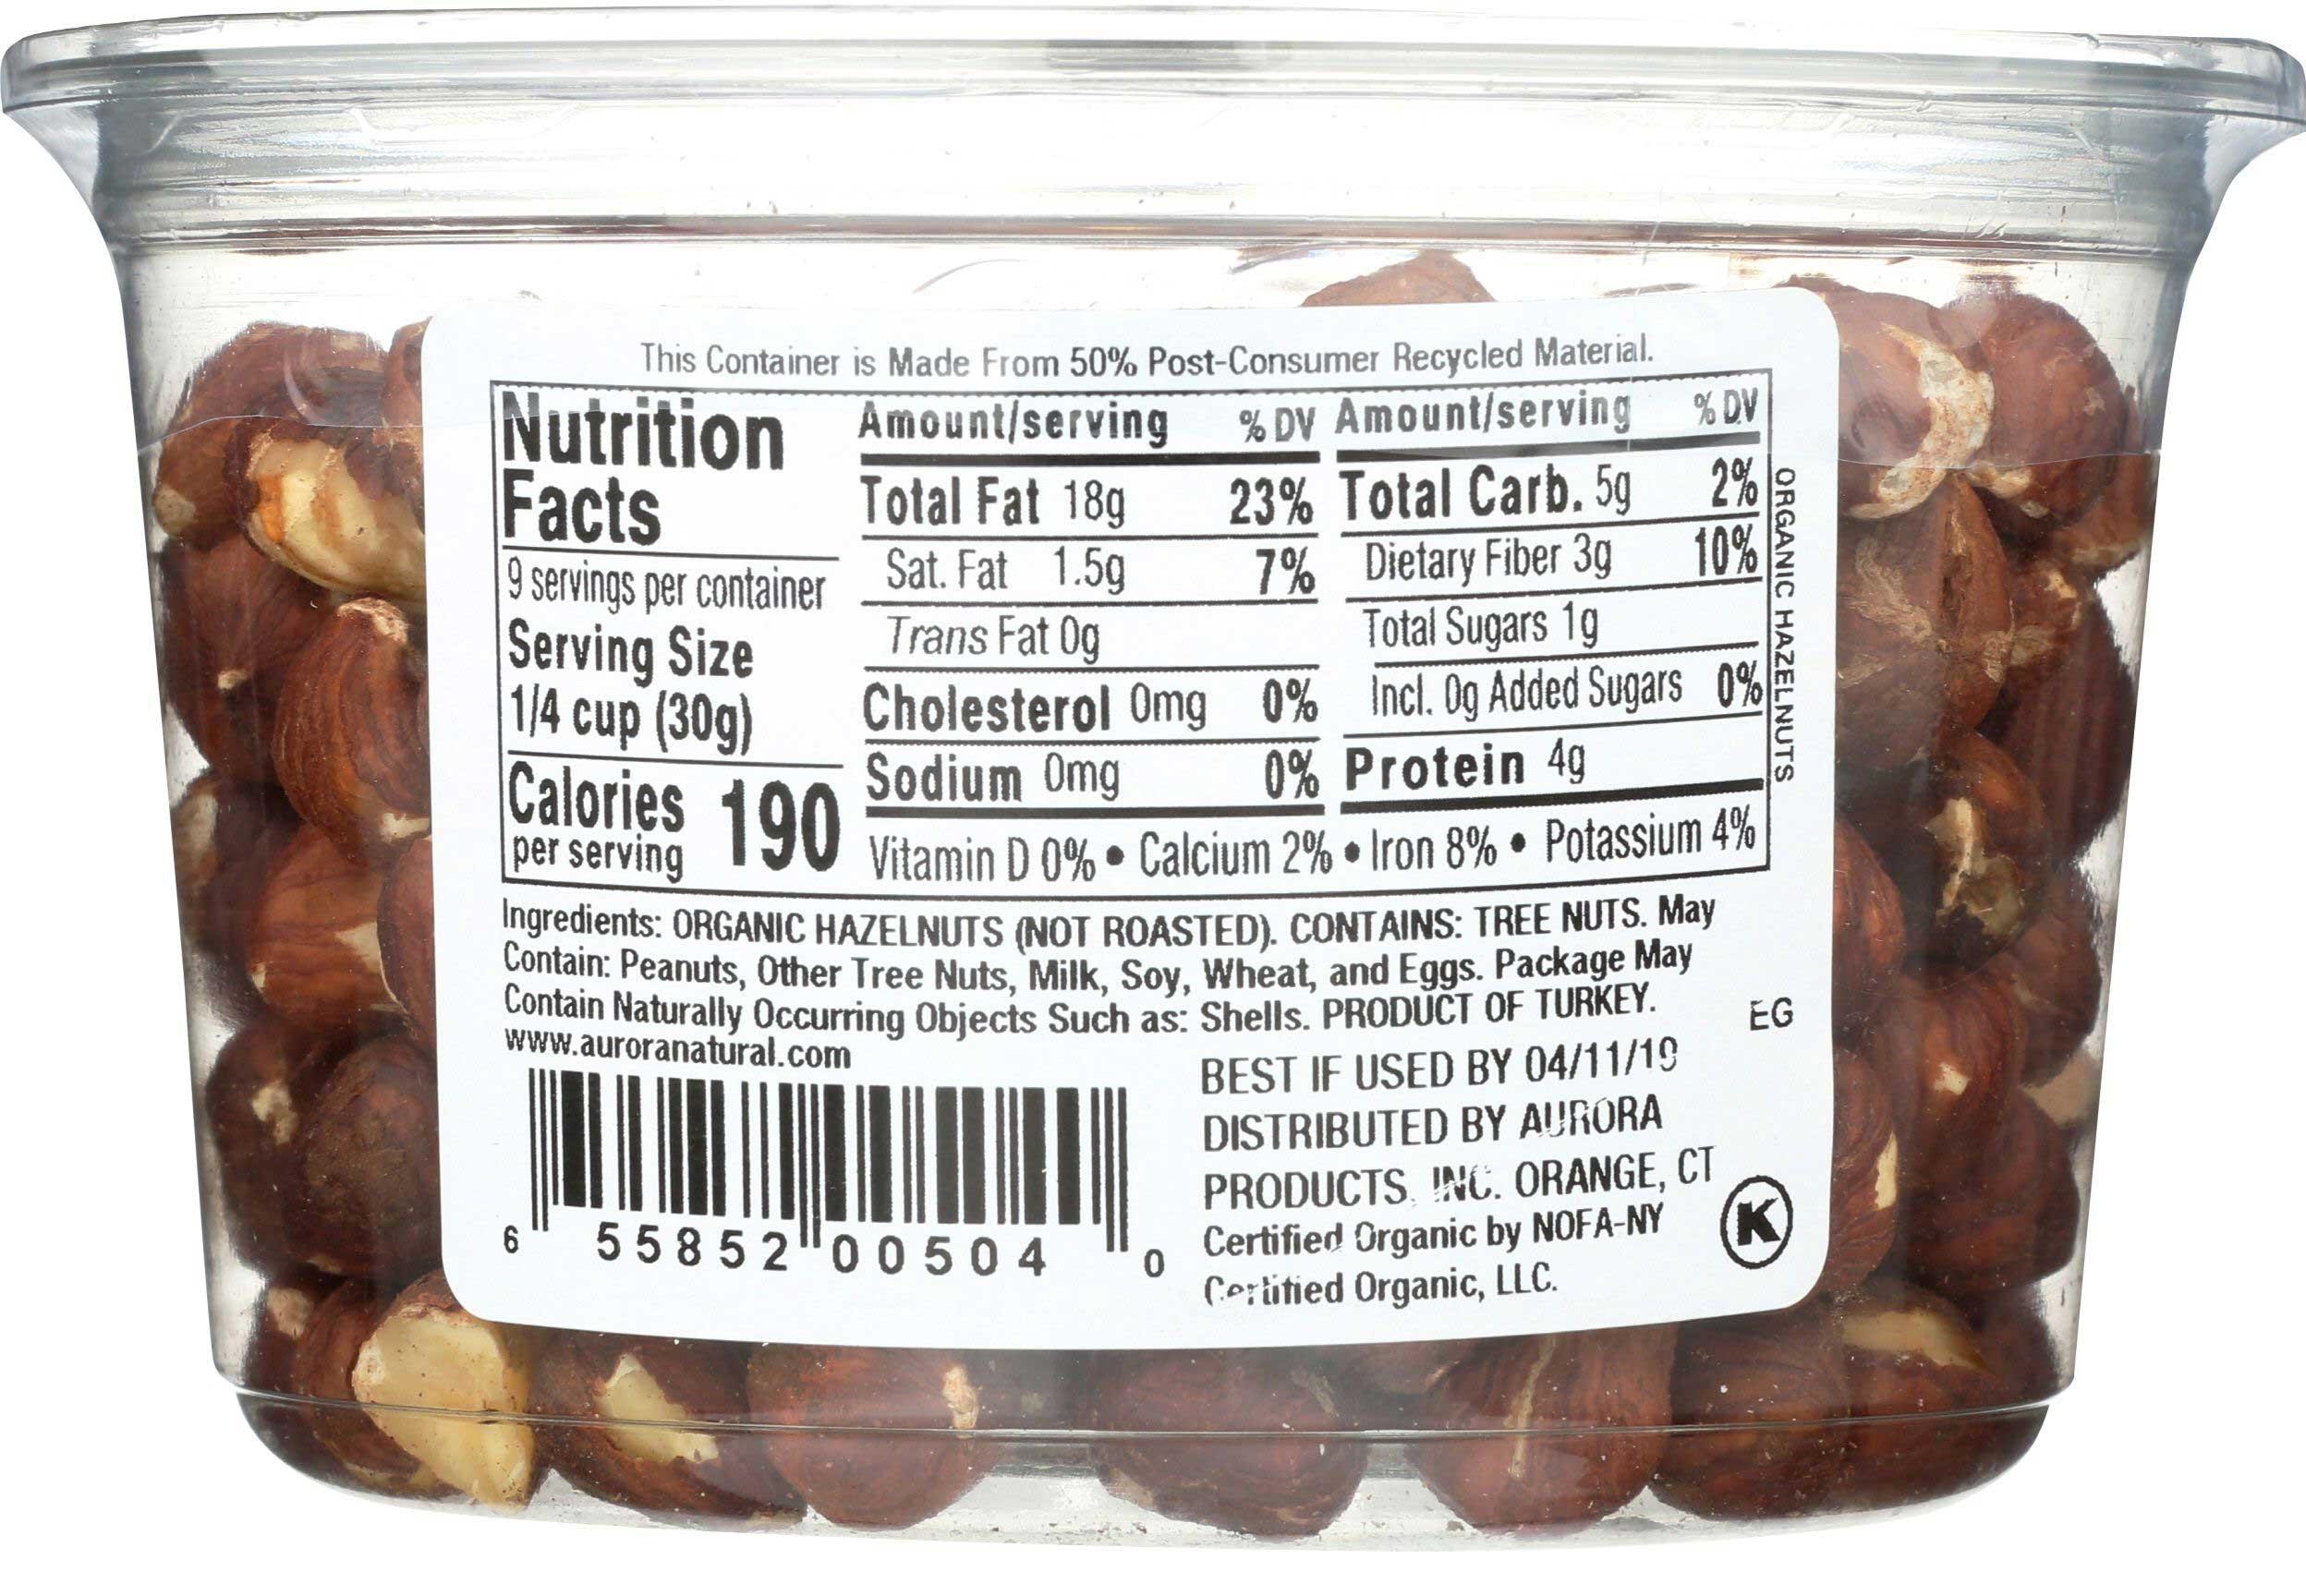 This Container is Made From 50% Post-Consumer Recycled Material.
Nutrition
Facts
9 servings per container
Serving Size
1/4 cup (30g)
Calories 190
per serving
Amount/serving % DV
Total Fat 18g 23%
Sat. Fat 1.5g 7%
Trans Fat 0g
Cholesterol 0mg 0%
Sodium 0mg 0%
Amount/serving % DV
Total Carb. 5g 2%
Dietary Fiber 3g 10%
Total Sugars 1g
Incl. 0g Added Sugars 0%
Protein 4g
Vitamin D 0% • Calcium 2% • Iron 8% • Potassium 4%
ORGANIC HAZELNUTS
Ingredients: ORGANIC HAZELNUTS (NOT ROASTED). CONTAINS: TREE NUTS. May
Contain: Peanuts, Other Tree Nuts, Milk, Soy, Wheat, and Eggs. Package May
Contain Naturally Occurring Objects Such as: Shells. PRODUCT OF TURKEY.
www.auroranatural.com
EG
BEST IF USED BY 04/11/19
DISTRIBUTED BY AURORA
PRODUCTS, INC. ORANGE, CT
Certified Organic by NOFA-NY
Certified Organic, LLC.
K
6 55852 00504 0